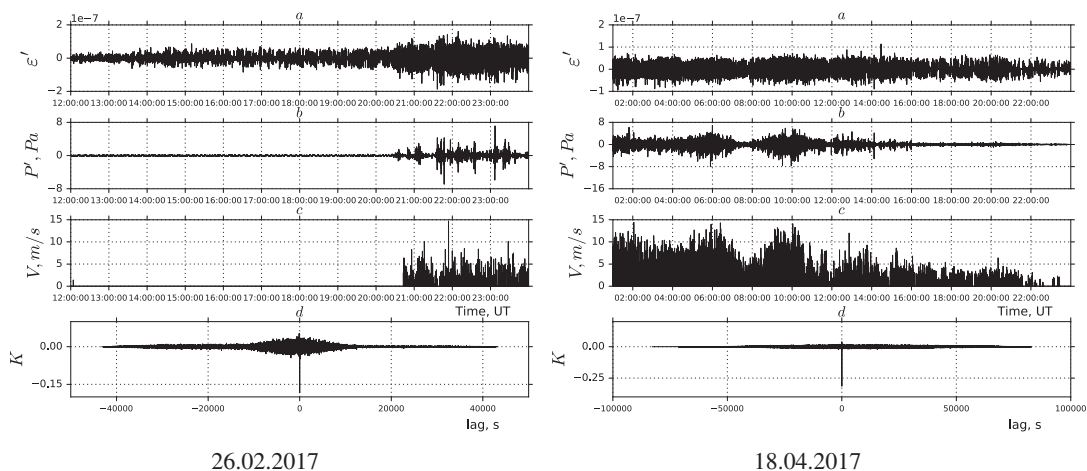 1e−7
a
2
0
−2
ε′
12:00:00 13:00:00 14:00:00 15:00:00 16:00:00 17:00:00 18:00:00 19:00:00 20:00:00 21:00:00 22:00:00 23:00:00
b
8
0
−8
P′, Pa
12:00:00 13:00:00 14:00:00 15:00:00 16:00:00 17:00:00 18:00:00 19:00:00 20:00:00 21:00:00 22:00:00 23:00:00
c
15
10
5
0
V, m/s
12:00:00 13:00:00 14:00:00 15:00:00 16:00:00 17:00:00 18:00:00 19:00:00 20:00:00 21:00:00 22:00:00 23:00:00
Time, UT
d
0.00
−0.15
K
−40000 −20000 0 20000 40000
lag, s
26.02.2017
1e−7
a
2
1
0
−1
ε′
02:00:00 04:00:00 06:00:00 08:00:00 10:00:00 12:00:00 14:00:00 16:00:00 18:00:00 20:00:00 22:00:00
b
8
0
−8
−16
P′, Pa
02:00:00 04:00:00 06:00:00 08:00:00 10:00:00 12:00:00 14:00:00 16:00:00 18:00:00 20:00:00 22:00:00
c
15
10
5
0
V, m/s
02:00:00 04:00:00 06:00:00 08:00:00 10:00:00 12:00:00 14:00:00 16:00:00 18:00:00 20:00:00 22:00:00
Time, UT
d
0.00
−0.25
K
−100000 −50000 0 50000 100000
lag, s
18.04.2017